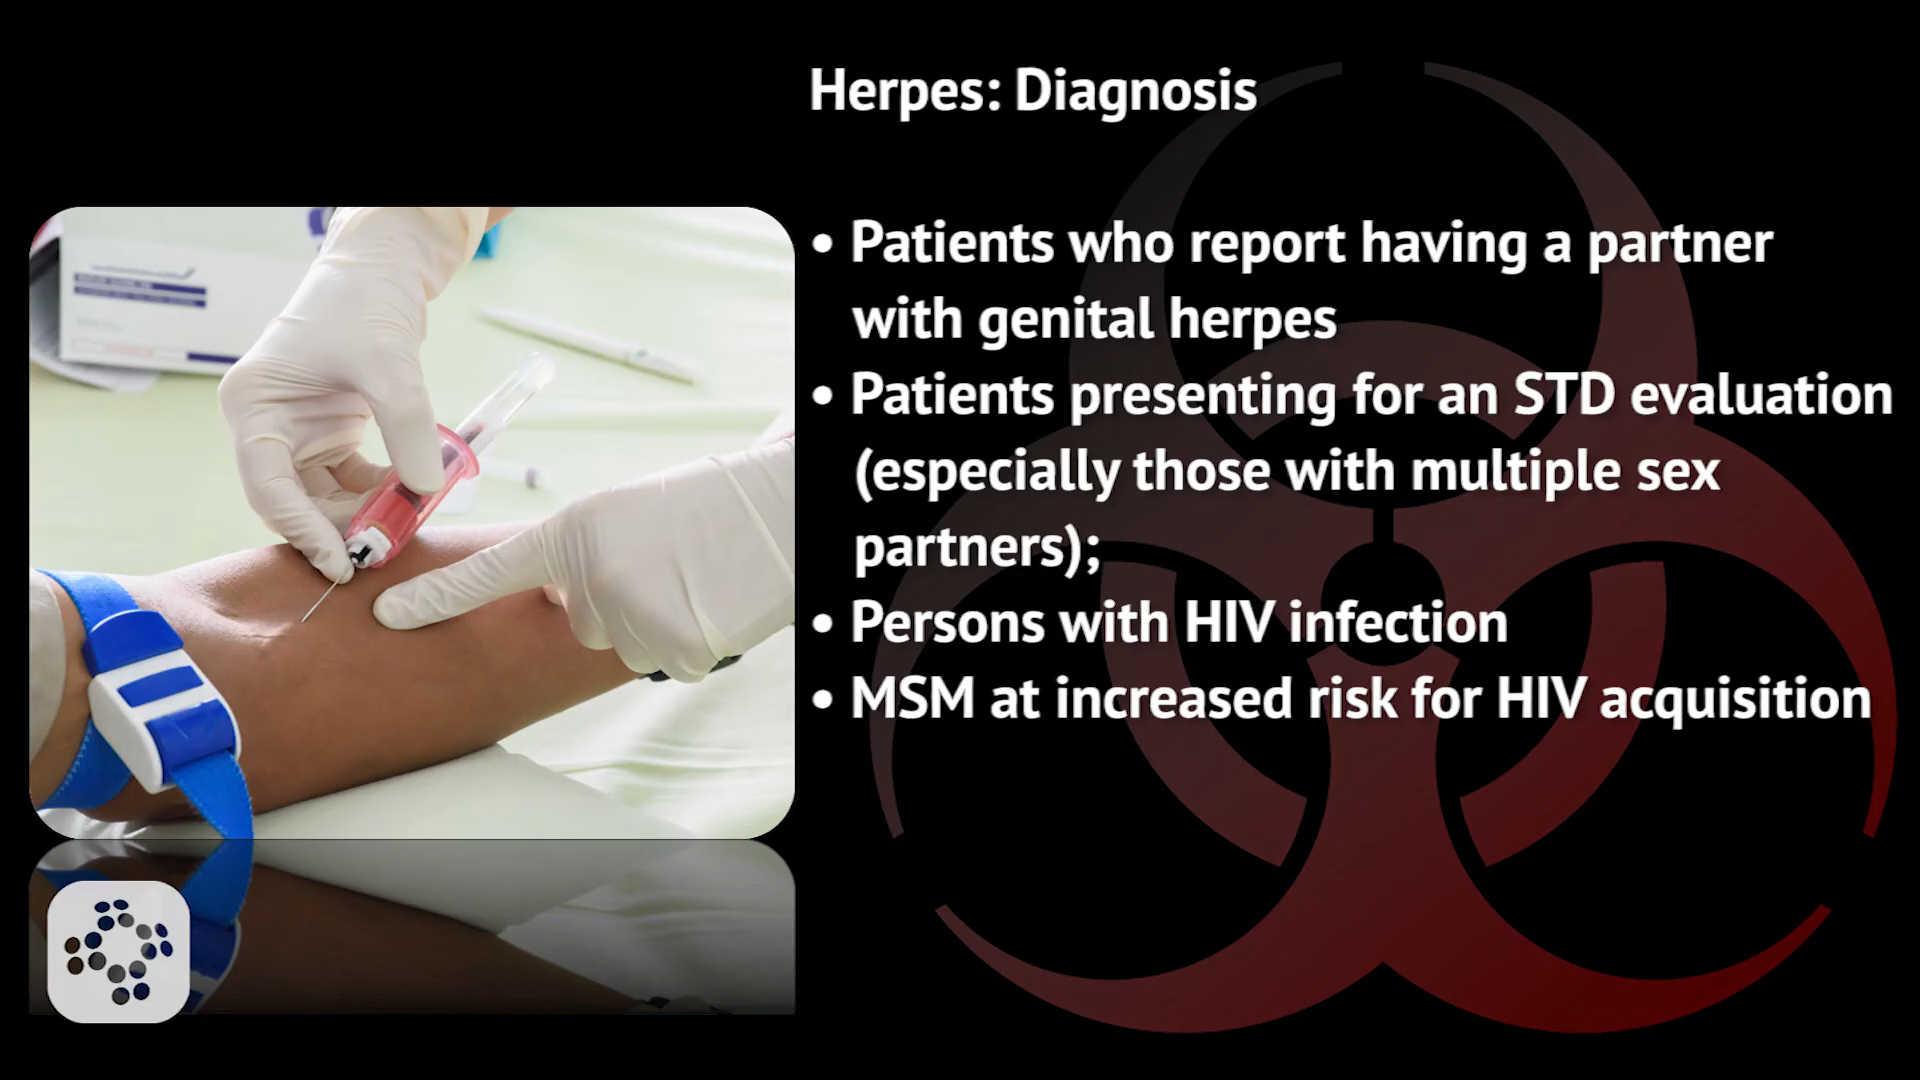 Herpes: Diagnosis
• Patients who report having a partner
with genital herpes
• Patients presenting for an STD evaluation
(especially those with multiple sex
partners);
• Persons with HIV infection
• MSM at increased risk for HIV acquisition